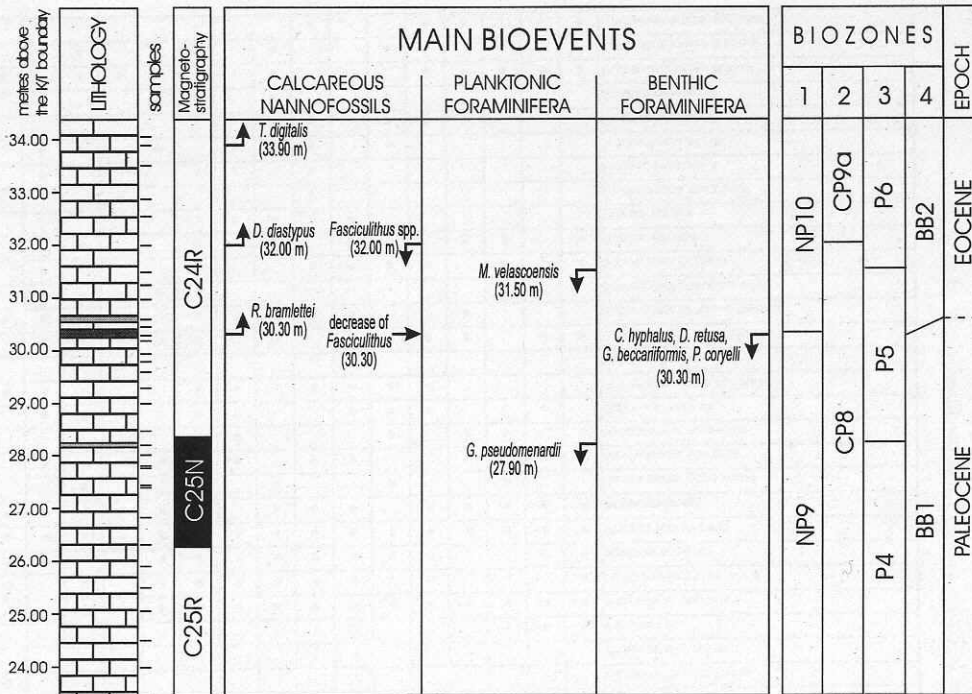 metres above
the K/T boundary
LITHOLOGY
samples
Magneto-
stratigraphy
MAIN BIOEVENTS
CALCAREOUS
NANNOFOSSILS
PLANKTONIC
FORAMINIFERA
BENTHIC
FORAMINIFERA
BIOZONES
1
2
3
4
EPOCH
34.00
33.00
32.00
31.00
30.00
29.00
28.00
27.00
26.00
25.00
24.00
C24R
C25N
C25R
T. digitalis
(33.90 m)
D. diastypus
(32.00 m)
Fasciculithus spp.
(32.00 m)
R. bramlettei
(30.30 m)
decrease of
Fasciculithus
(30.30)
M. velascoensis
(31.50 m)
G. pseudomenardii
(27.90 m)
C. hyphalus, D. retusa,
G. beccariiformis, P. coryelli
(30.30 m)
NP10
NP9
CP9a
CP8
P6
P5
P4
BB2
BB1
EOCENE
PALEOCENE